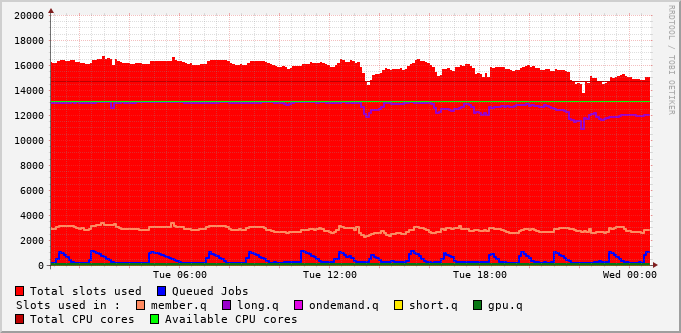 20000
18000
16000
14000
12000
10000
8000
6000
4000
2000
0
Tue 06:00 Tue 12:00 Tue 18:00 Wed 00:00
RRDTOOL / TOBI OETIKER
Total slots used Queued Jobs
Slots used in : member.q long.q ondemand.q short.q gpu.q
Total CPU cores Available CPU cores